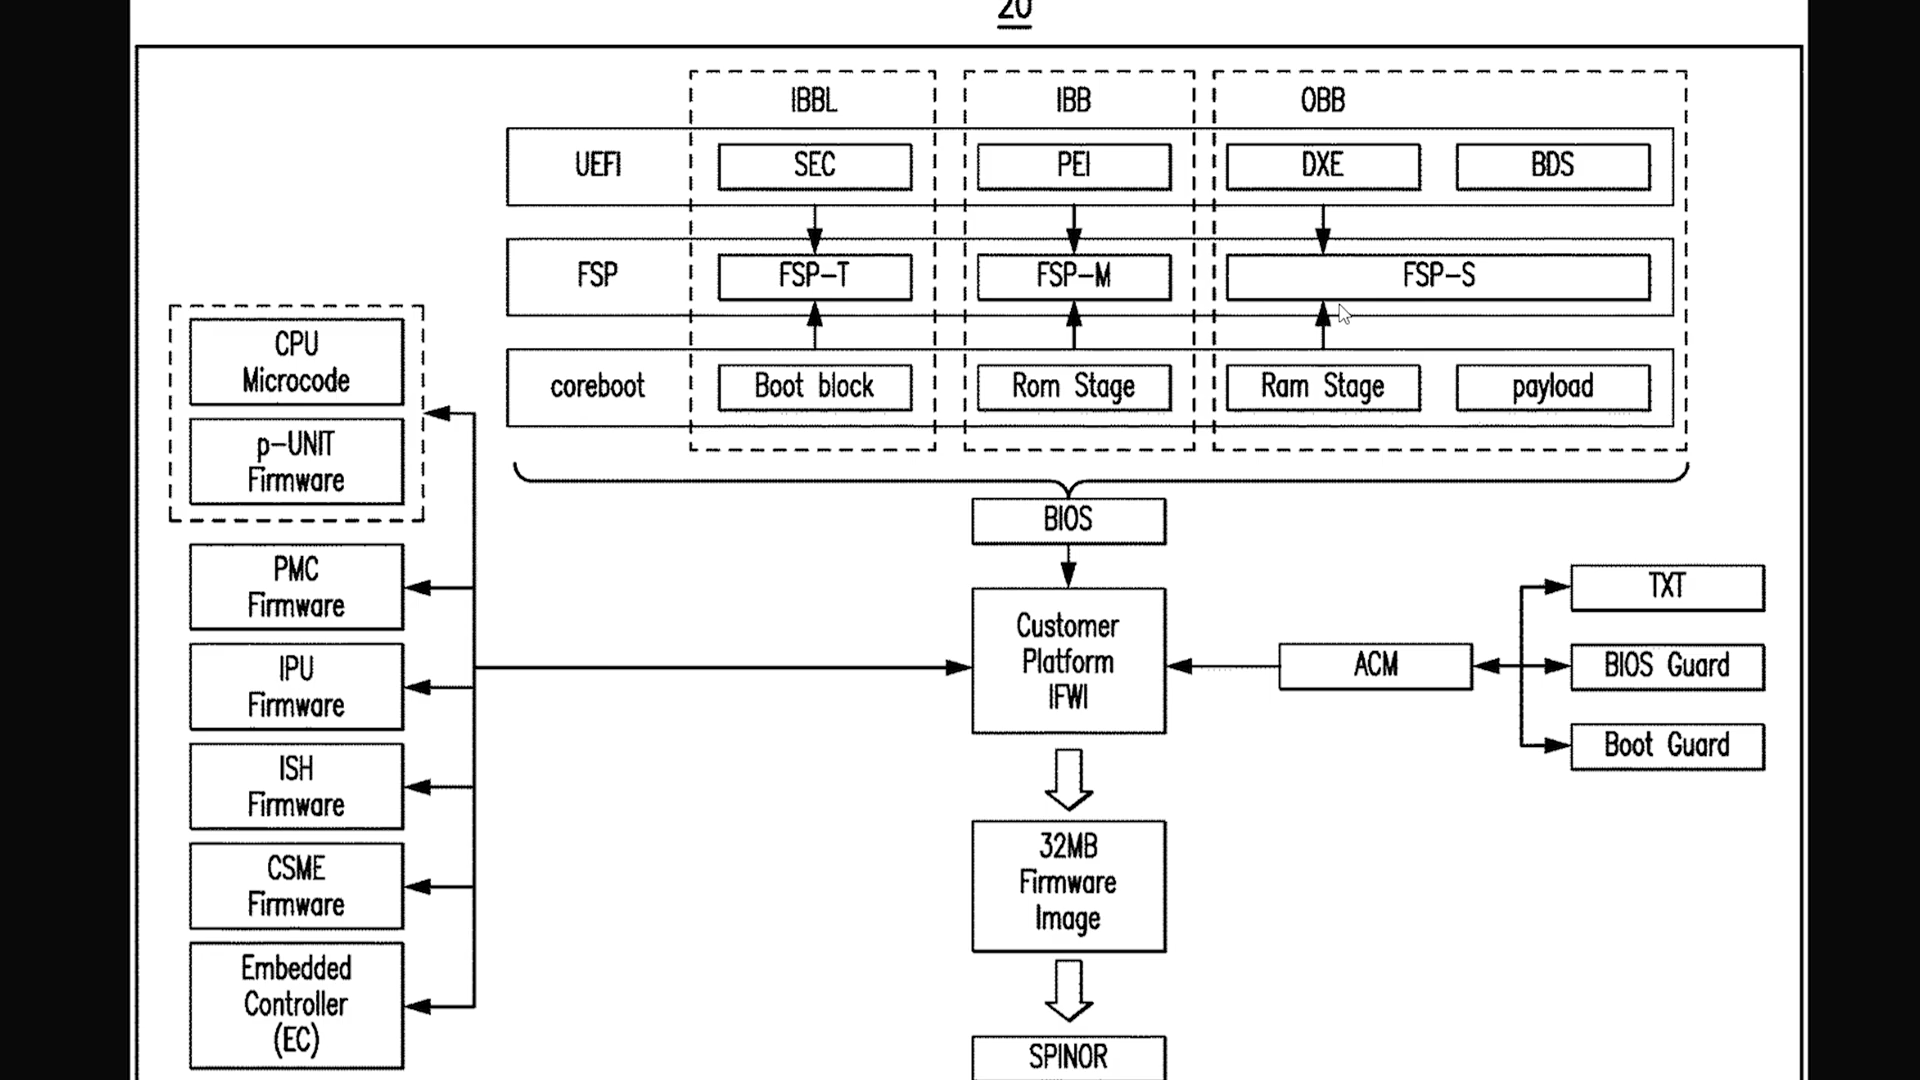 20
IBBL
IBB
OBB
UEFI
SEC
PEI
DXE
BDS
FSP
FSP-T
FSP-M
FSP-S
coreboot
Boot block
Rom Stage
Ram Stage
payload
CPU
Microcode
p-UNIT
Firmware
PMC
Firmware
IPU
Firmware
ISH
Firmware
CSME
Firmware
Embedded
Controller
(EC)
BIOS
Customer
Platform
IFWI
ACM
TXT
BIOS Guard
Boot Guard
32MB
Firmware
Image
SPINOR